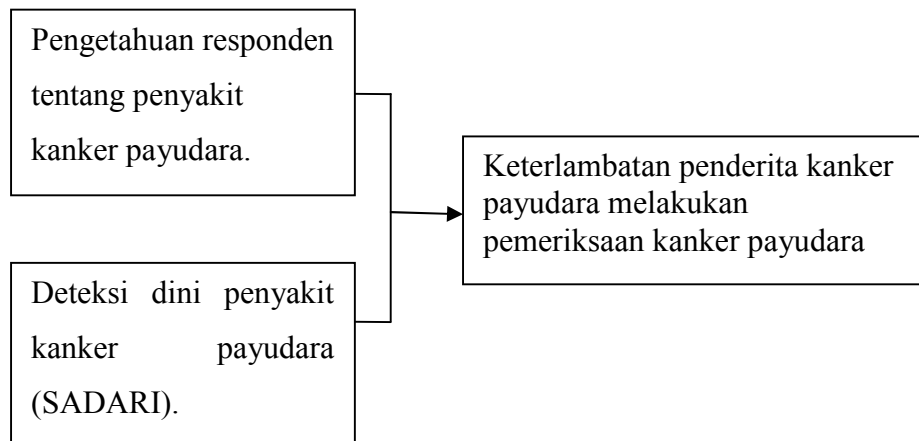 Pengetahuan responden
tentang penyakit
kanker payudara.
Keterlambatan penderita kanker
payudara melakukan
pemeriksaan kanker payudara
Deteksi dini penyakit
kanker payudara
(SADARI).